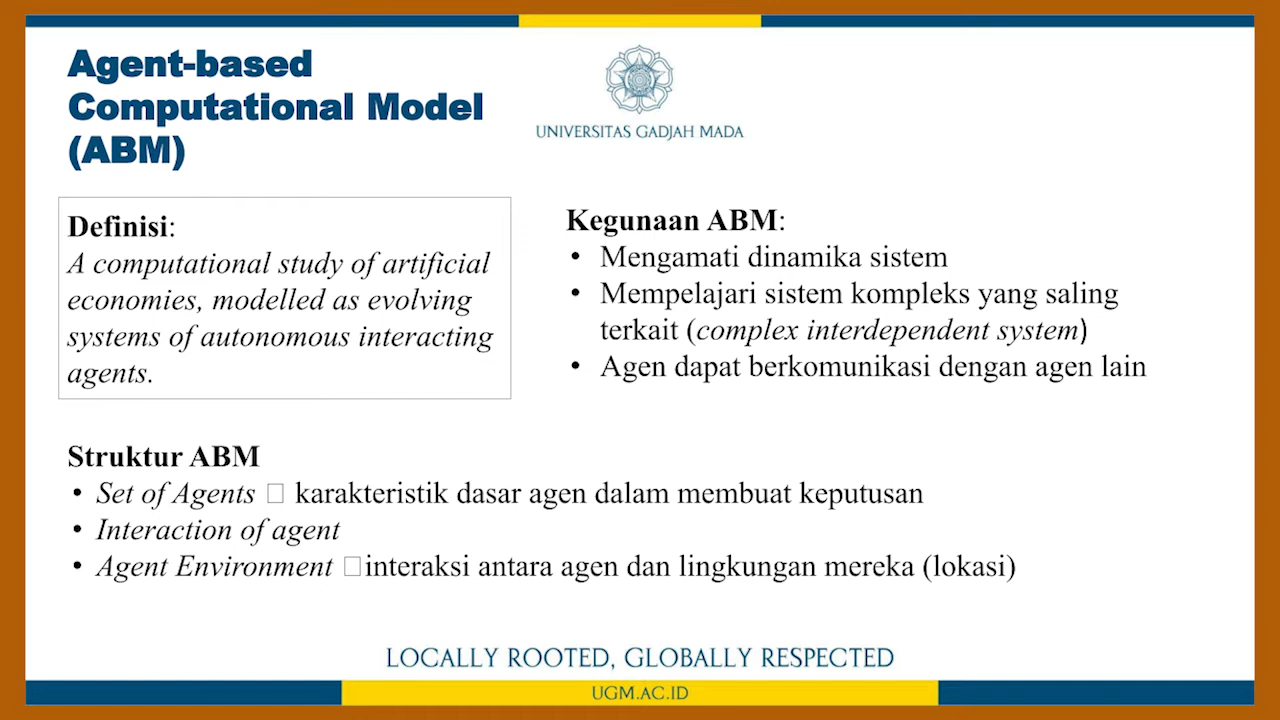 Agent-based
Computational Model
(ABM)
UNIVERSITAS GADJAH MADA
Definisi:
A computational study of artificial
economies, modelled as evolving
systems of autonomous interacting
agents.
Kegunaan ABM:
• Mengamati dinamika sistem
• Mempelajari sistem kompleks yang saling
terkait (complex interdependent system)
• Agen dapat berkomunikasi dengan agen lain
Struktur ABM
• Set of Agents □ karakteristik dasar agen dalam membuat keputusan
• Interaction of agent
• Agent Environment □interaksi antara agen dan lingkungan mereka (lokasi)
LOCALLY ROOTED, GLOBALLY RESPECTED
UGM.AC.ID